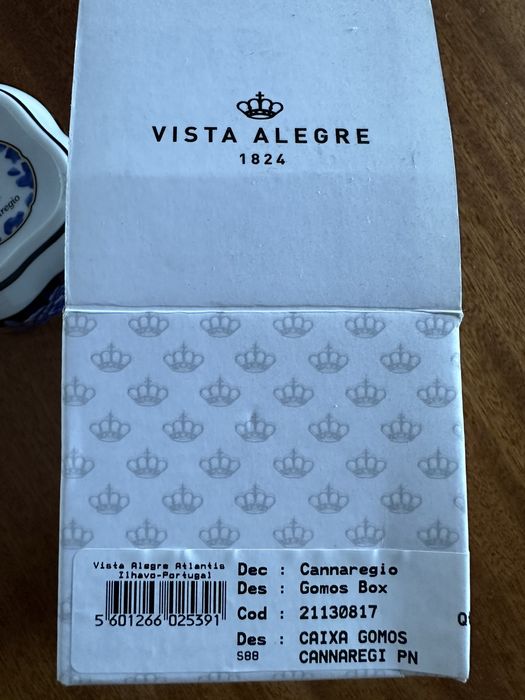 VISTA ALEGRE
1824
Vista Alegre Atlantis
Ilhavo-Portugal
5 601266 025391
Dec : Cannaregio
Des : Gomos Box
Cod : 21130817
Des : CAIXA GOMOS
S88 CANNAREGI PN